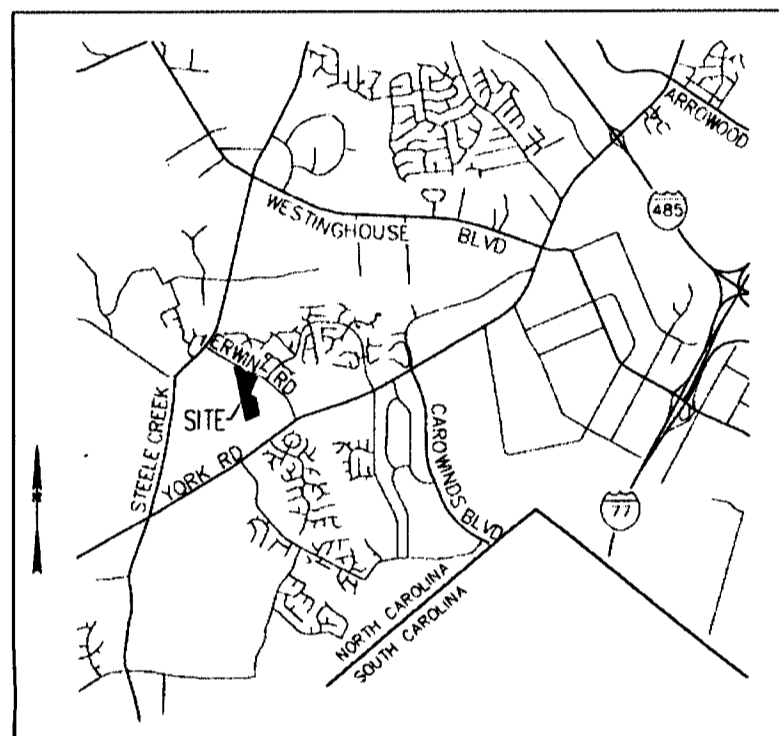 ARROWOOD
485
WESTINGHOUSE BLVD
ERWIN RD
SITE
STEELE CREEK
YORK RD
CAROWINDS BLVD
77
NORTH CAROLINA
SOUTH CAROLINA